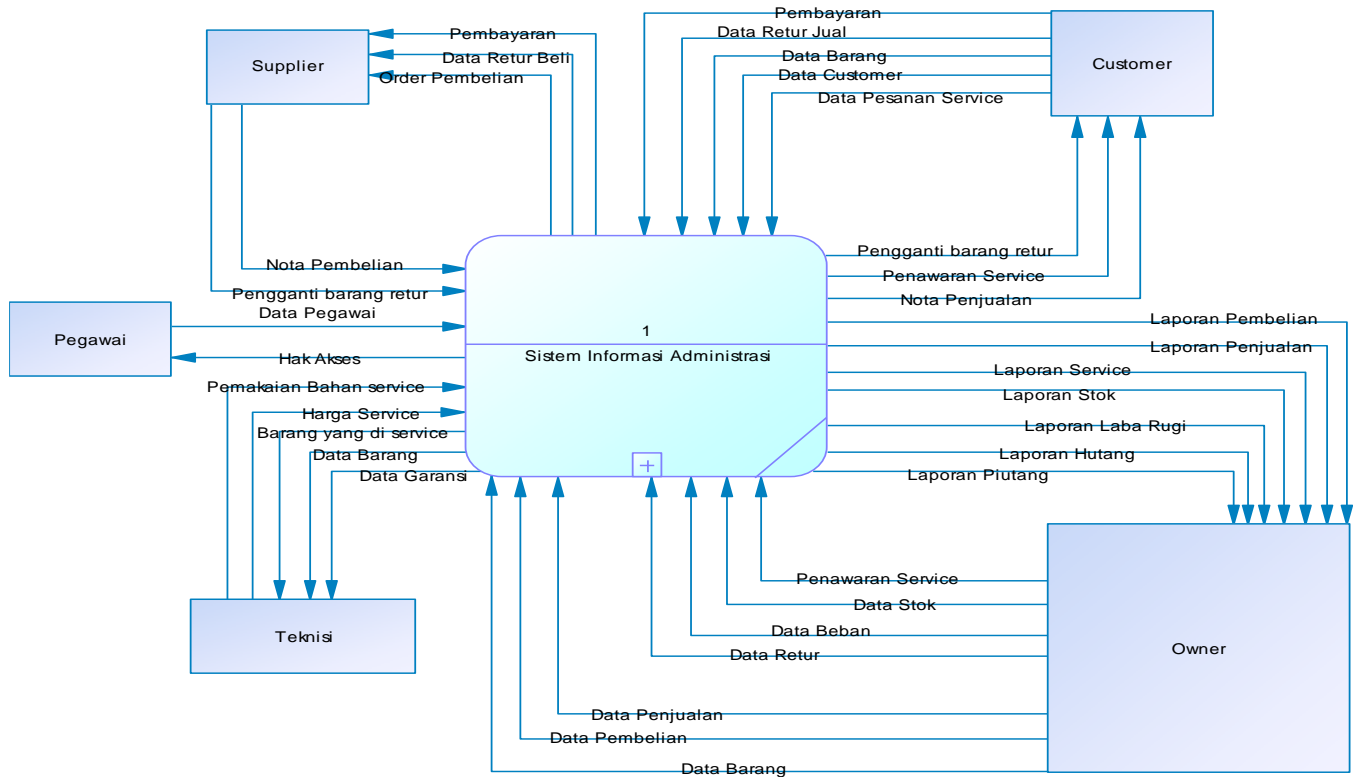 Pembayaran
Data Retur Beli
Order Pembelian
Supplier
Pembayaran
Data Retur Jual
Data Barang
Data Customer
Data Pesanan Service
Customer
Nota Pembelian
Pengganti barang retur
Data Pegawai
Pegawai
Hak Akses
Pemakaian Bahan service
Harga Service
Barang yang di service
Data Barang
Data Garansi
Teknisi
1
Sistem Informasi Administrasi
Pengganti barang retur
Penawaran Service
Nota Penjualan
Laporan Pembelian
Laporan Penjualan
Laporan Service
Laporan Stok
Laporan Laba Rugi
Laporan Hutang
Laporan Piutang
Penawaran Service
Data Stok
Data Beban
Data Retur
Data Penjualan
Data Pembelian
Data Barang
Owner